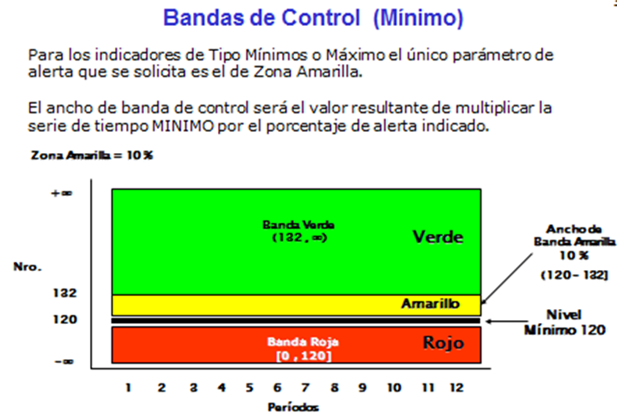 Bandas de Control (Mínimo)
Para los indicadores de Tipo Mínimos o Máximo el único parámetro de
alerta que se solicita es el de Zona Amarilla.
El ancho de banda de control será el valor resultante de multiplicar la
serie de tiempo MINIMO por el porcentaje de alerta indicado.
Zona Amarilla = 10 %
+∞
Banda Verde
(132 , ∞)
Verde
Ancho de
Banda Amarilla
10 %
(120 - 132]
Nro.
132
Amarillo
120
Nivel
Mínimo 120
Banda Roja
[0 , 120]
Rojo
-∞
1 2 3 4 5 6 7 8 9 10 11 12
Períodos